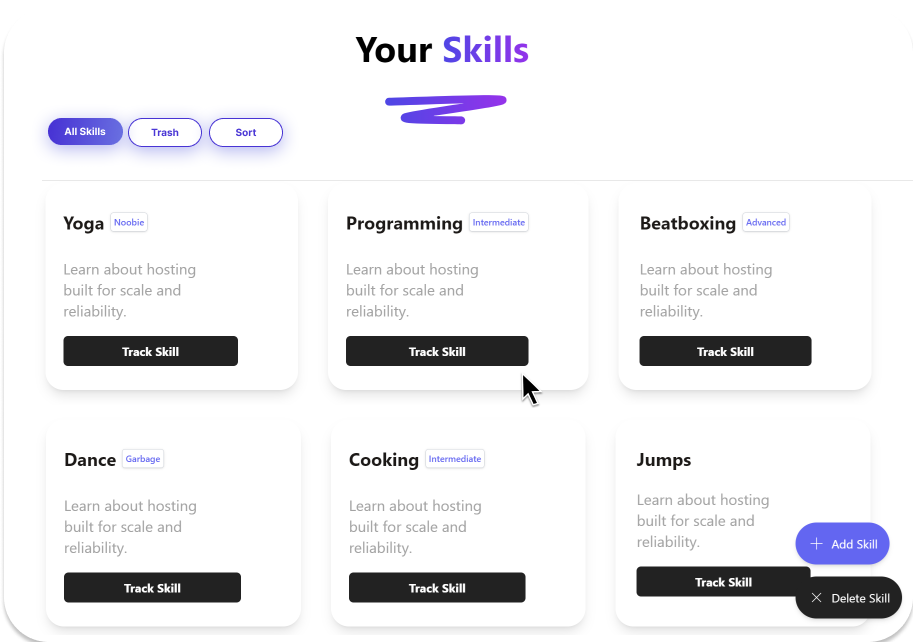 Your Skills
All Skills
Trash
Sort
Yoga Noobie
Learn about hosting
built for scale and
reliability.
Track Skill
Programming Intermediate
Learn about hosting
built for scale and
reliability.
Track Skill
Beatboxing Advanced
Learn about hosting
built for scale and
reliability.
Track Skill
Dance Garbage
Learn about hosting
built for scale and
reliability.
Track Skill
Cooking Intermediate
Learn about hosting
built for scale and
reliability.
Track Skill
Jumps
Learn about hosting
built for scale and
reliability.
Track Skill
Add Skill
Delete Skill